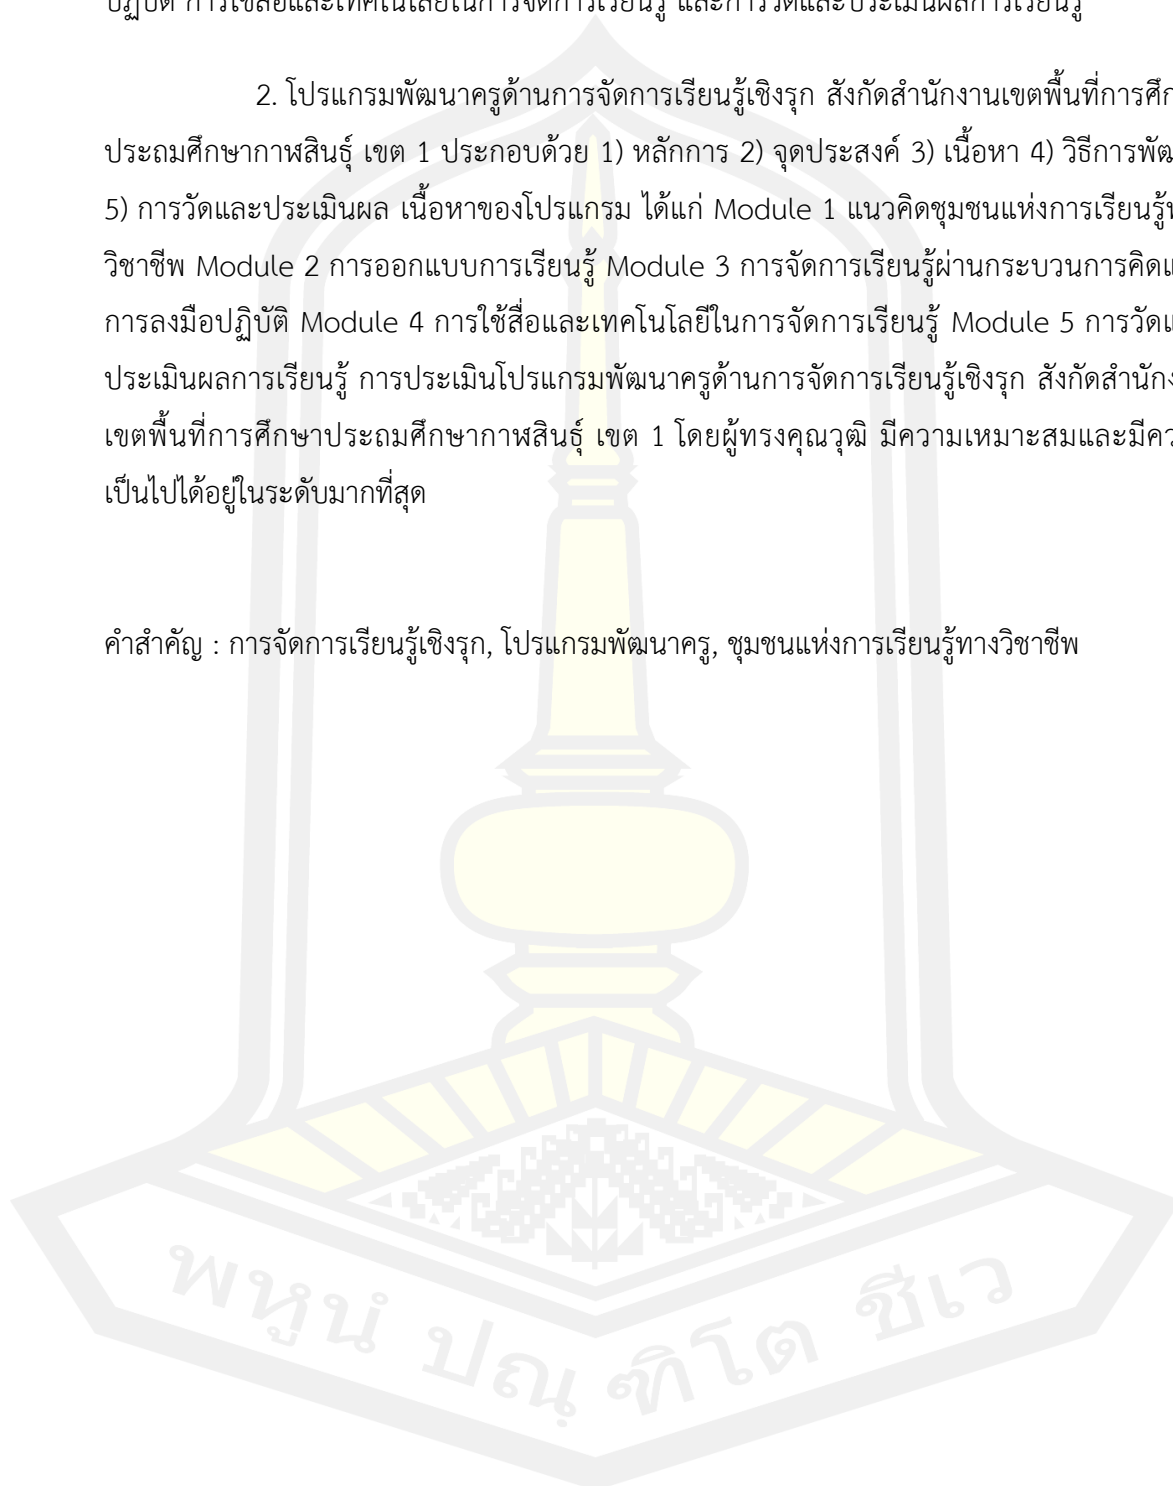 ปฏิบัติ การใช้สื่อและเทคโนโลยีในการจัดการเรียนรู้ และการวัดและประเมินผลการเรียนรู้
2. โปรแกรมพัฒนาครูด้านการจัดการเรียนรู้เชิงรุก สังกัดสำนักงานเขตพื้นที่การศึก
ประถมศึกษากาฬสินธุ์ เขต 1 ประกอบด้วย 1) หลักการ 2) จุดประสงค์ 3) เนื้อหา 4) วิธีการพัฒ
5) การวัดและประเมินผล เนื้อหาของโปรแกรม ได้แก่ Module 1 แนวคิดชุมชนแห่งการเรียนรู้ท
วิชาชีพ Module 2 การออกแบบการเรียนรู้ Module 3 การจัดการเรียนรู้ผ่านกระบวนการคิดแ
การลงมือปฏิบัติ Module 4 การใช้สื่อและเทคโนโลยีในการจัดการเรียนรู้ Module 5 การวัดแ
ประเมินผลการเรียนรู้ การประเมินโปรแกรมพัฒนาครูด้านการจัดการเรียนรู้เชิงรุก สังกัดสำนักง
เขตพื้นที่การศึกษาประถมศึกษากาฬสินธุ์ เขต 1 โดยผู้ทรงคุณวุฒิ มีความเหมาะสมและมีคว
เป็นไปได้อยู่ในระดับมากที่สุด
คำสำคัญ : การจัดการเรียนรู้เชิงรุก, โปรแกรมพัฒนาครู, ชุมชนแห่งการเรียนรู้ทางวิชาชีพ
พหูนํ ปณฺฑิโต ชีเว